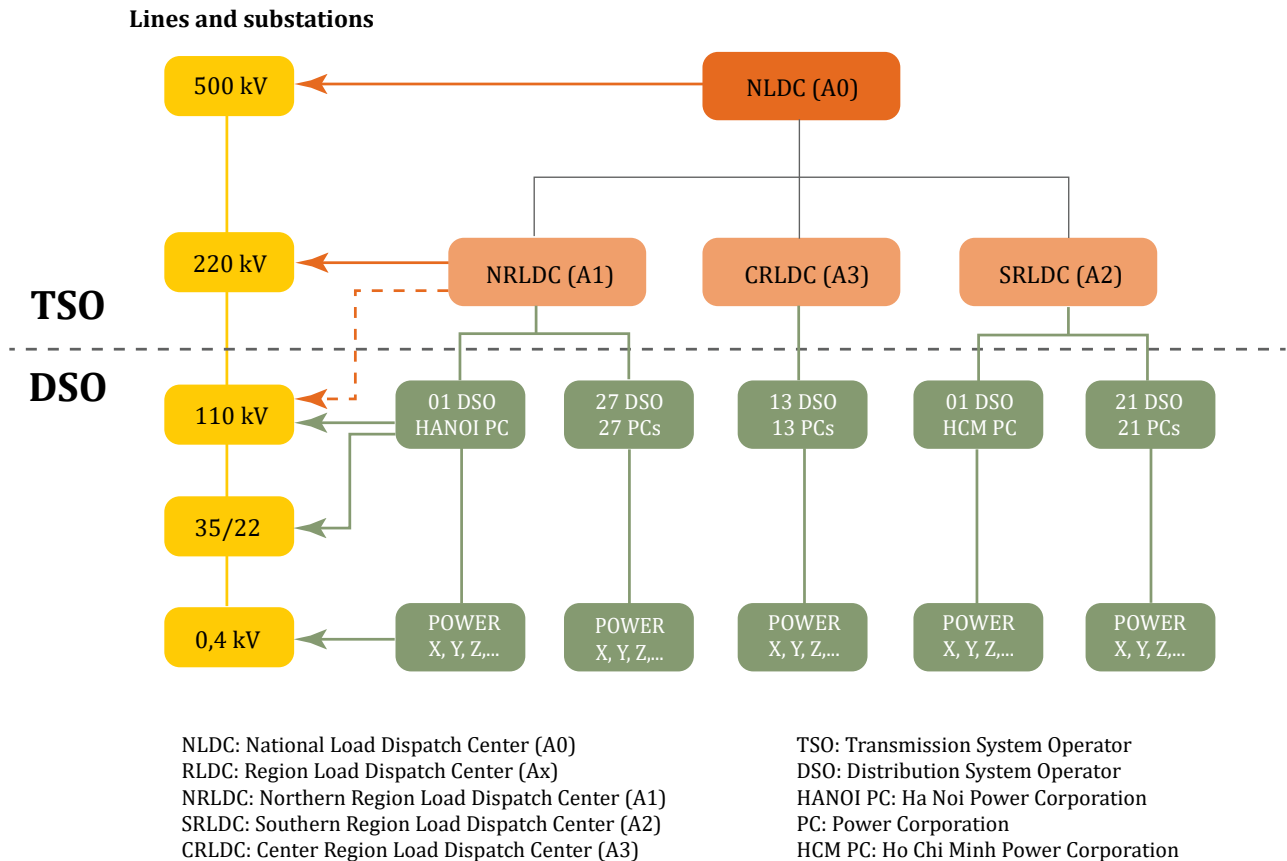 Lines and substations
500 kV
NLDC (A0)
220 kV
NRLDC (A1)
CRLDC (A3)
SRLDC (A2)
TSO
DSO
110 kV
01 DSO
HANOI PC
27 DSO
27 PCs
13 DSO
13 PCs
01 DSO
HCM PC
21 DSO
21 PCs
35/22
0,4 kV
POWER
X, Y, Z,...
POWER
X, Y, Z,...
POWER
X, Y, Z,...
POWER
X, Y, Z,...
POWER
X, Y, Z,...
NLDC: National Load Dispatch Center (A0)
RLDC: Region Load Dispatch Center (Ax)
NRLDC: Northern Region Load Dispatch Center (A1)
SRLDC: Southern Region Load Dispatch Center (A2)
CRLDC: Center Region Load Dispatch Center (A3)
TSO: Transmission System Operator
DSO: Distribution System Operator
HANOI PC: Ha Noi Power Corporation
PC: Power Corporation
HCM PC: Ho Chi Minh Power Corporation